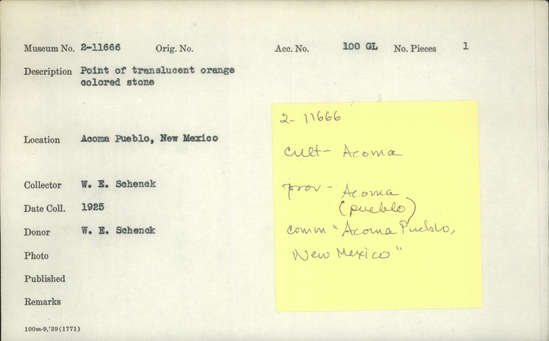 Museum No. 2-11666 Orig. No. Acc. No. 100 GL No. Pieces 1
Description Point of translucent orange
colored stone
Location Acoma Pueblo, New Mexico
Collector W. E. Schenck
Date Coll. 1925
Donor W. E. Schenck
Photo
Published
Remarks
100m-9,'29(1771)
2- 11666
cult- Acoma
prov- Acoma
(pueblo)
comm "Acoma Pueblo,
New Mexico"